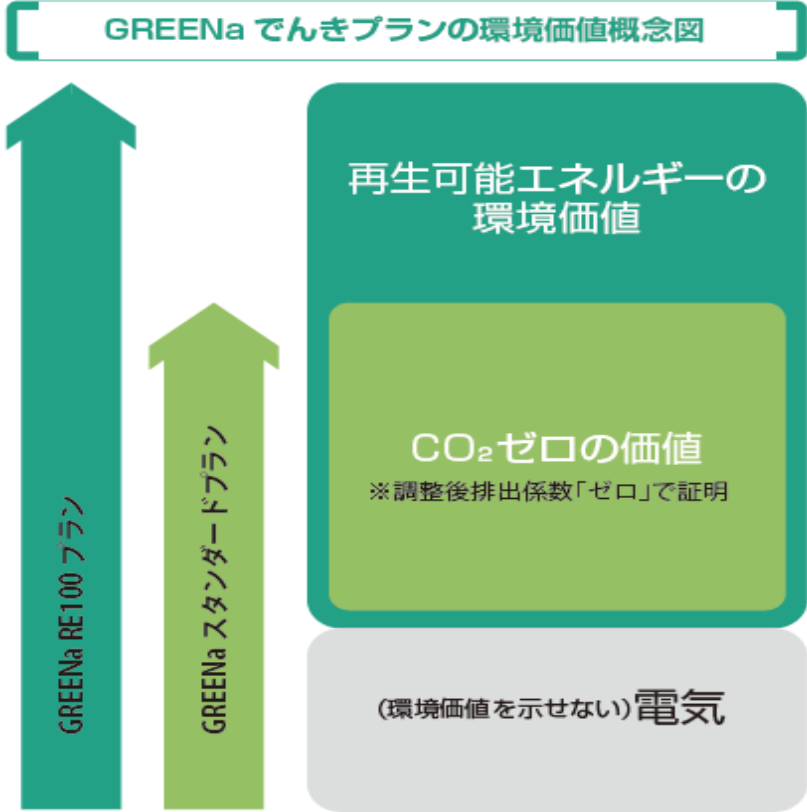 GREENa でんきプランの環境価値概念図
再生可能エネルギーの
環境価値
CO₂ゼロの価値
※調整後排出係数「ゼロ」で証明
(環境価値を示せない)電気
GREENa RE100 プラン
GREENa スタンダードプラン